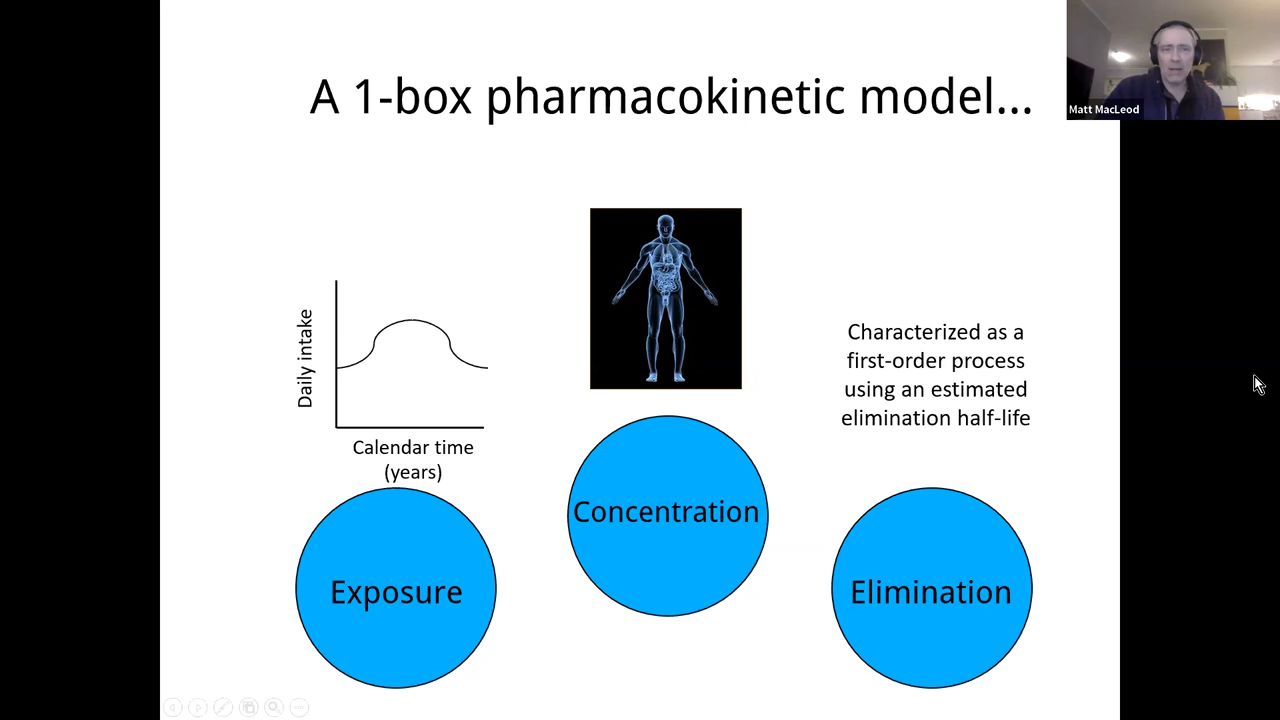 A 1-box pharmacokinetic model...
Matt MacLeod
Daily intake
Calendar time
(years)
Characterized as a
first-order process
using an estimated
elimination half-life
Exposure
Concentration
Elimination